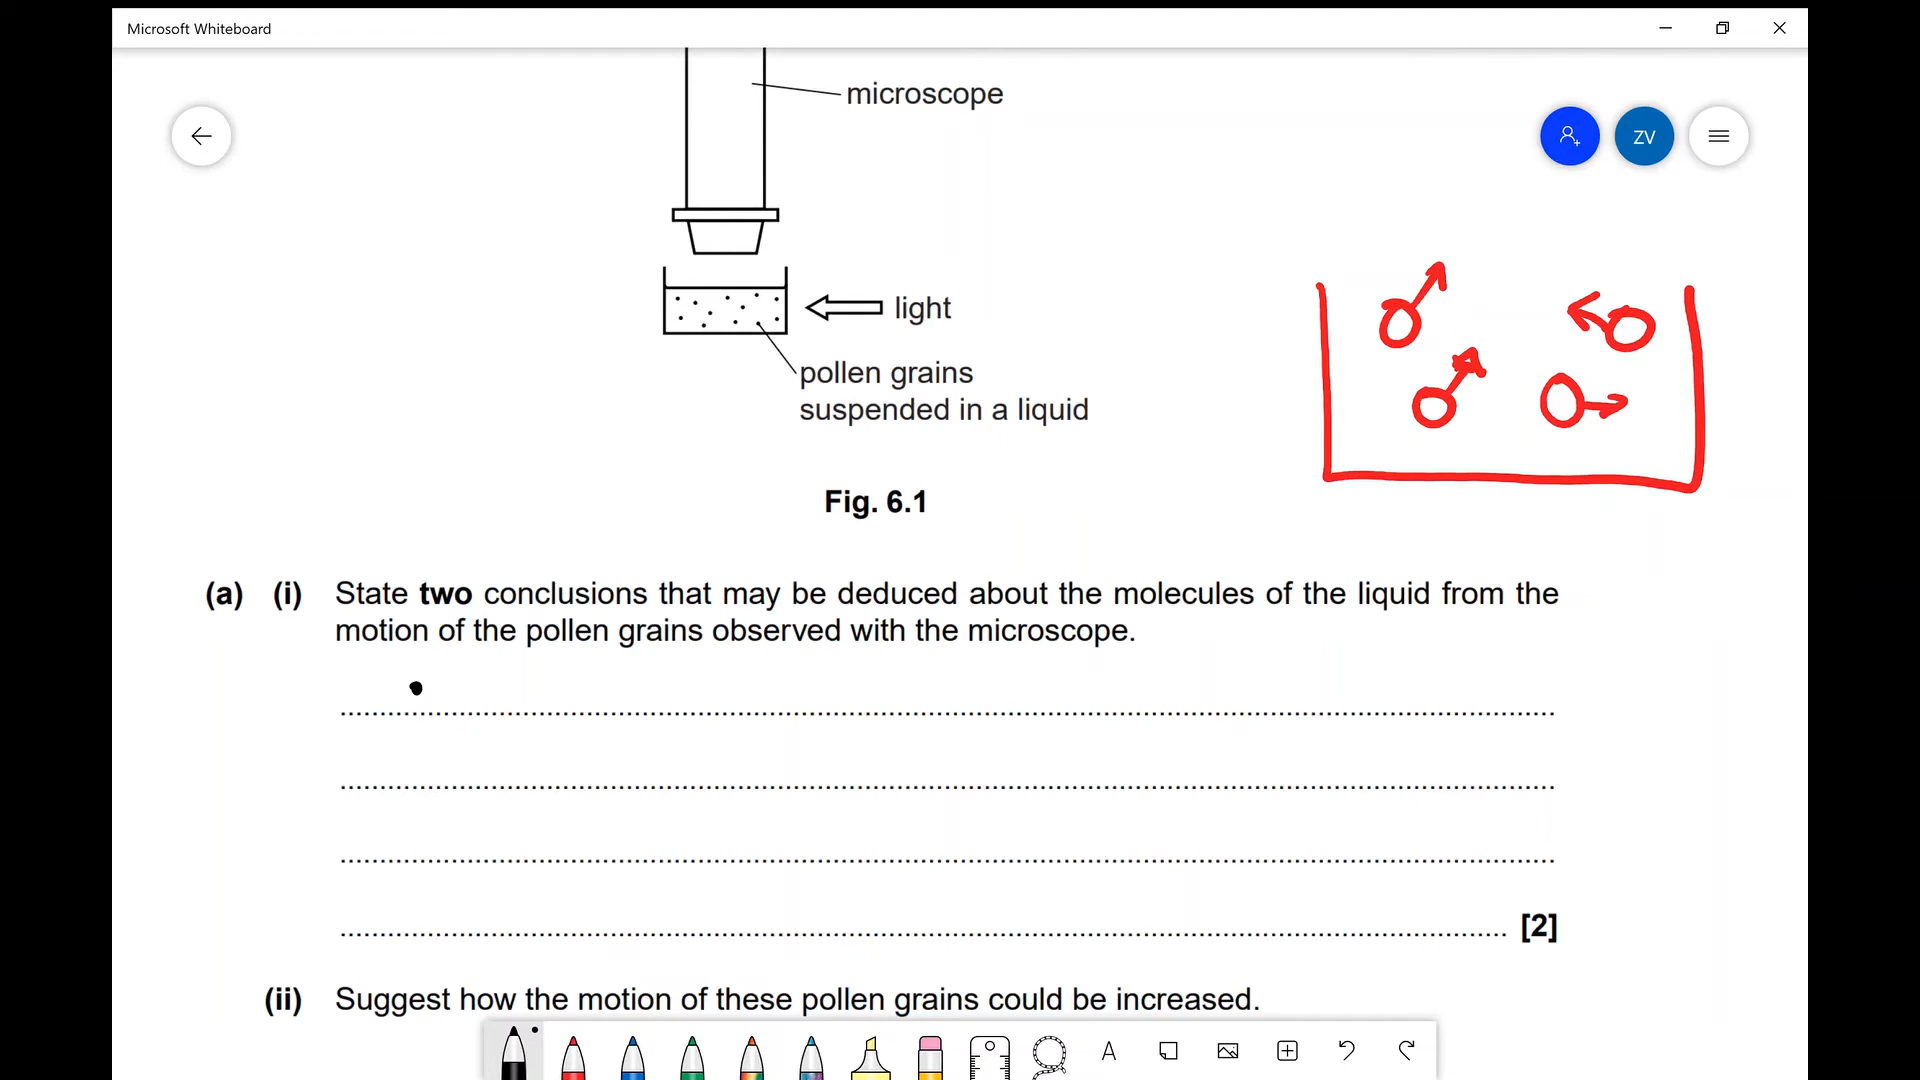 Microsoft Whiteboard
microscope
ZV
light
pollen grains
suspended in a liquid
Fig. 6.1
(a) (i) State two conclusions that may be deduced about the molecules of the liquid from the
motion of the pollen grains observed with the microscope.
[2]
(ii) Suggest how the motion of these pollen grains could be increased.
A